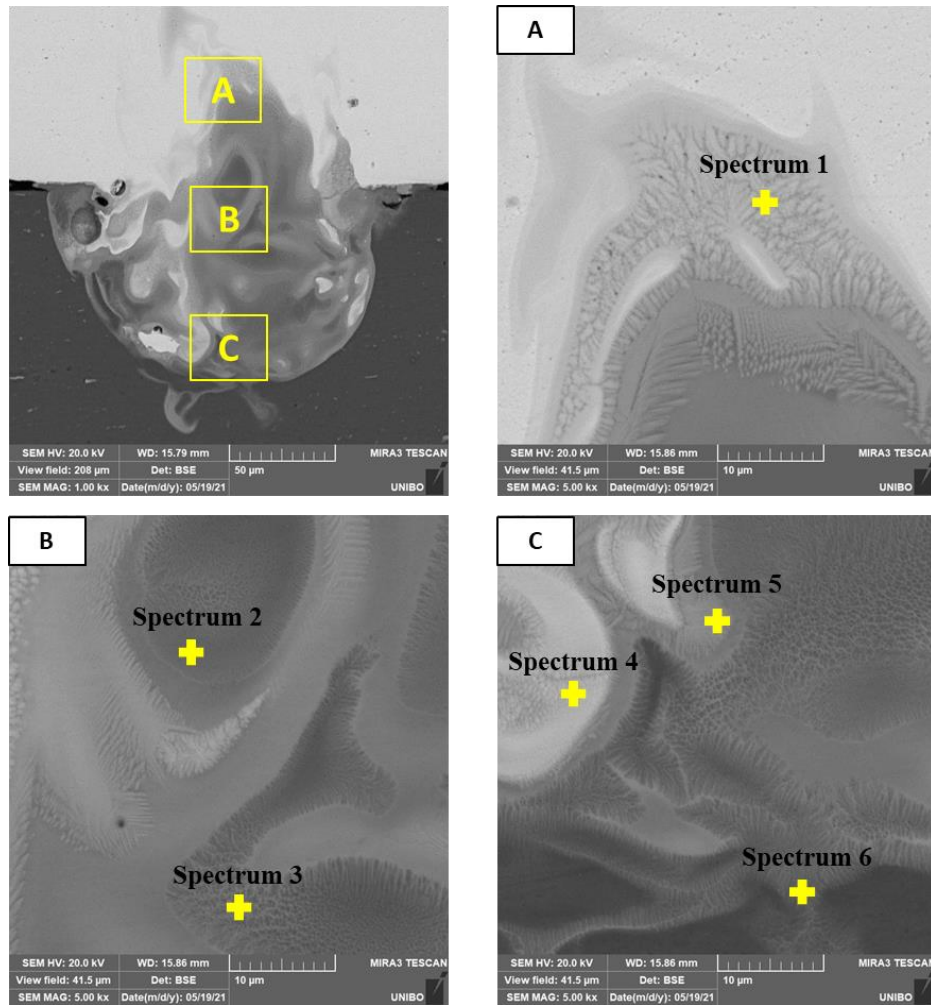 A
B
C
SEM HV: 20.0 kV WD: 15.79 mm MIRA3 TESCAN
View field: 208 µm Det: BSE 50 µm
SEM MAG: 1.00 kx Date(m/d/y): 05/19/21 UNIBO
A
Spectrum 1
SEM HV: 20.0 kV WD: 15.86 mm MIRA3 TESCAN
View field: 41.5 µm Det: BSE 10 µm
SEM MAG: 5.00 kx Date(m/d/y): 05/19/21 UNIBO
B
Spectrum 2
Spectrum 3
SEM HV: 20.0 kV WD: 15.86 mm MIRA3 TESCAN
View field: 41.5 µm Det: BSE 10 µm
SEM MAG: 5.00 kx Date(m/d/y): 05/19/21 UNIBO
C
Spectrum 5
Spectrum 4
Spectrum 6
SEM HV: 20.0 kV WD: 15.86 mm MIRA3 TESCAN
View field: 41.5 µm Det: BSE 10 µm
SEM MAG: 5.00 kx Date(m/d/y): 05/19/21 UNIBO